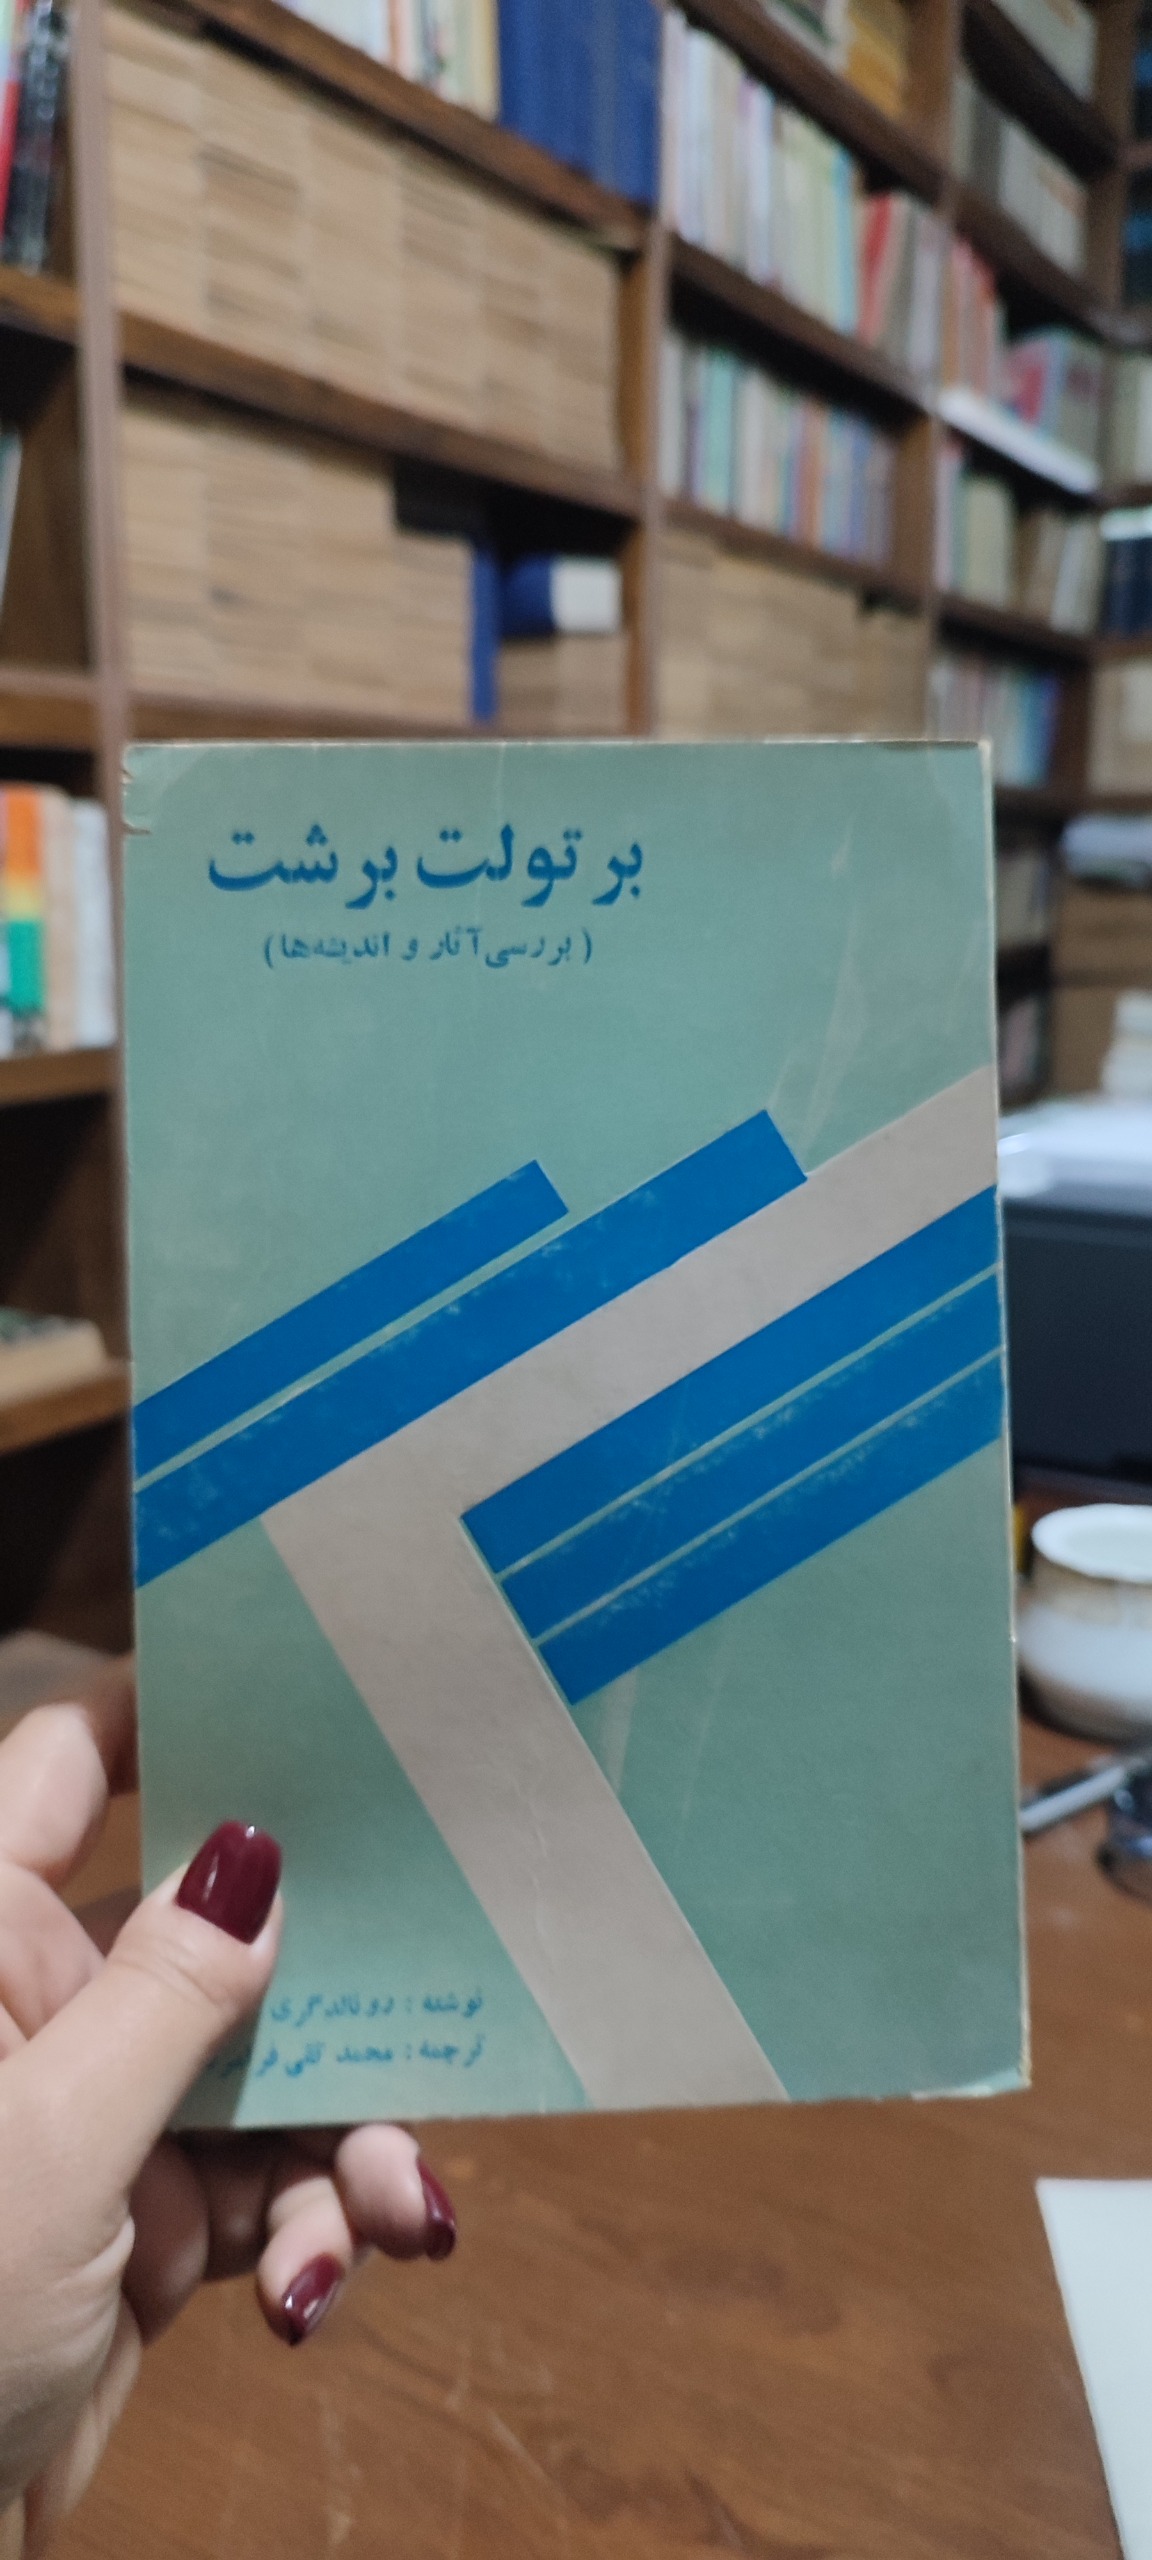 برتولت برشت
(بررسی آثار و اندیشه‌ها)
نوشته : رونالد گری
ترجمه : محمد تقی